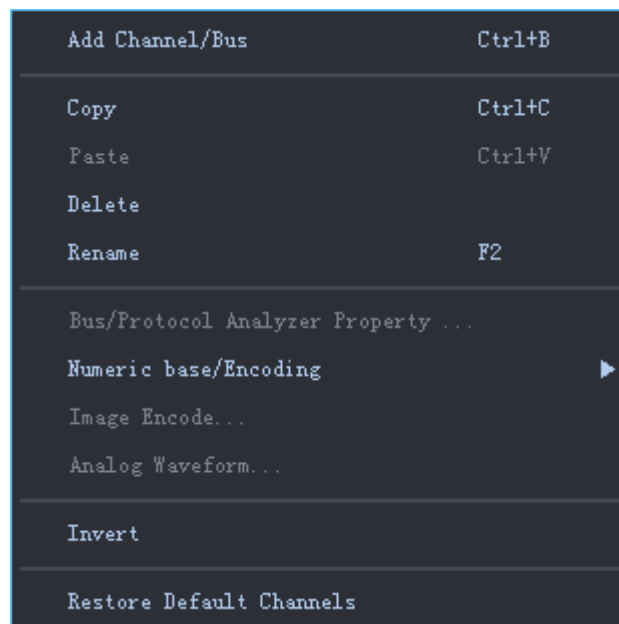 Add Channel/Bus Ctrl+B
Copy Ctrl+C
Paste Ctrl+V
Delete
Rename F2
Bus/Protocol Analyzer Property ...
Numeric base/Encoding
Image Encode...
Analog Waveform...
Invert
Restore Default Channels